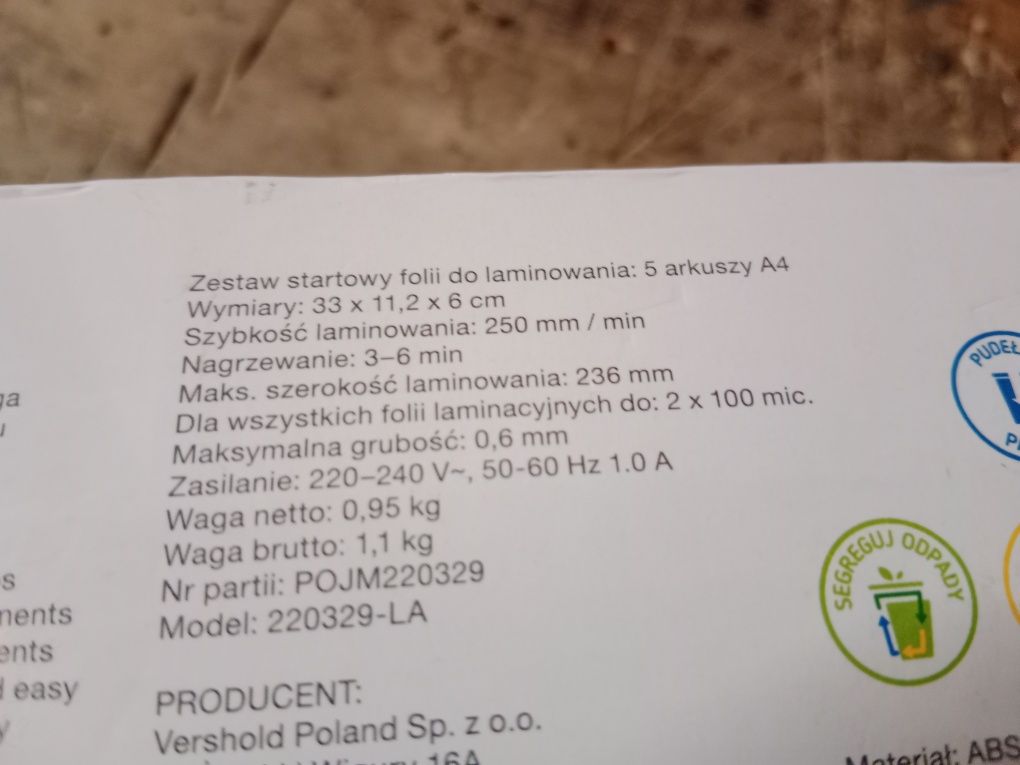 Zestaw startowy folii do laminowania: 5 arkuszy A4
Wymiary: 33 x 11,2 x 6 cm
Szybkość laminowania: 250 mm / min
Nagrzewanie: 3–6 min
Maks. szerokość laminowania: 236 mm
Dla wszystkich folii laminacyjnych do: 2 x 100 mic.
Maksymalna grubość: 0,6 mm
Zasilanie: 220–240 V~, 50-60 Hz 1.0 A
Waga netto: 0,95 kg
Waga brutto: 1,1 kg
Nr partii: POJM220329
Model: 220329-LA
PRODUCENT:
Vershold Poland Sp. z o.o.
16A
easy
SEGREGUJ ODPADY
Materiał: ABS